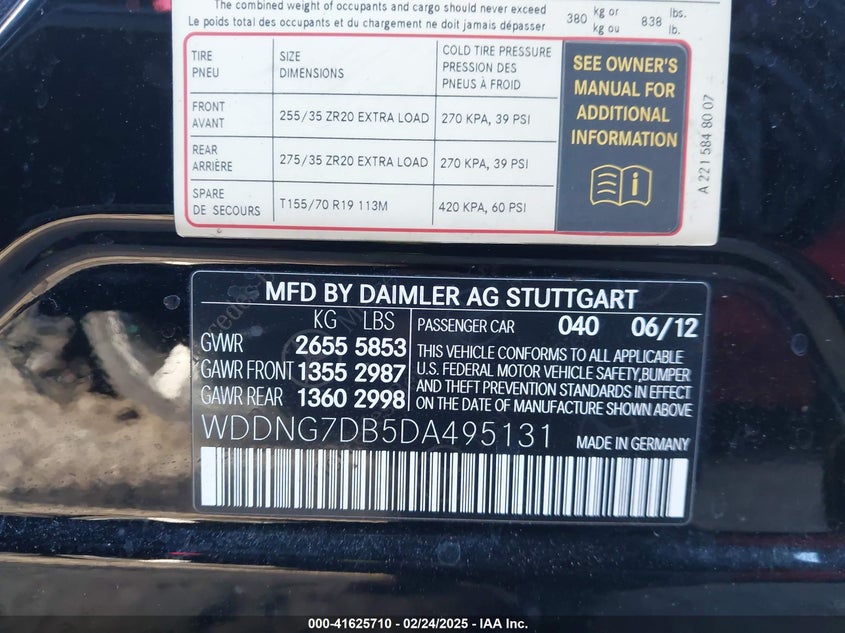 The combined weight of occupants and cargo should never exceed
Le poids total des occupants et du chargement ne doit jamais dépasser
380 kg or kg ou 838 lbs. lb.
TIRE PNEU
SIZE DIMENSIONS
COLD TIRE PRESSURE PRESSION DES PNEUS À FROID
FRONT AVANT
255/35 ZR20 EXTRA LOAD
270 KPA, 39 PSI
REAR ARRIÈRE
275/35 ZR20 EXTRA LOAD
270 KPA, 39 PSI
SPARE DE SECOURS
T155/70 R19 113M
420 KPA, 60 PSI
SEE OWNER'S
MANUAL FOR
ADDITIONAL
INFORMATION
A 221 584 80 07
MFD BY DAIMLER AG STUTTGART
KG LBS
GVWR 2655 5853
GAWR FRONT 1355 2987
GAWR REAR 1360 2998
PASSENGER CAR 040 06/12
THIS VEHICLE CONFORMS TO ALL APPLICABLE
U.S. FEDERAL MOTOR VEHICLE SAFETY,BUMPER
AND THEFT PREVENTION STANDARDS IN EFFECT
ON THE DATE OF MANUFACTURE SHOWN ABOVE
WDDNG7DB5DA495131
MADE IN GERMANY
000-41625710 - 02/24/2025 - IAA Inc.